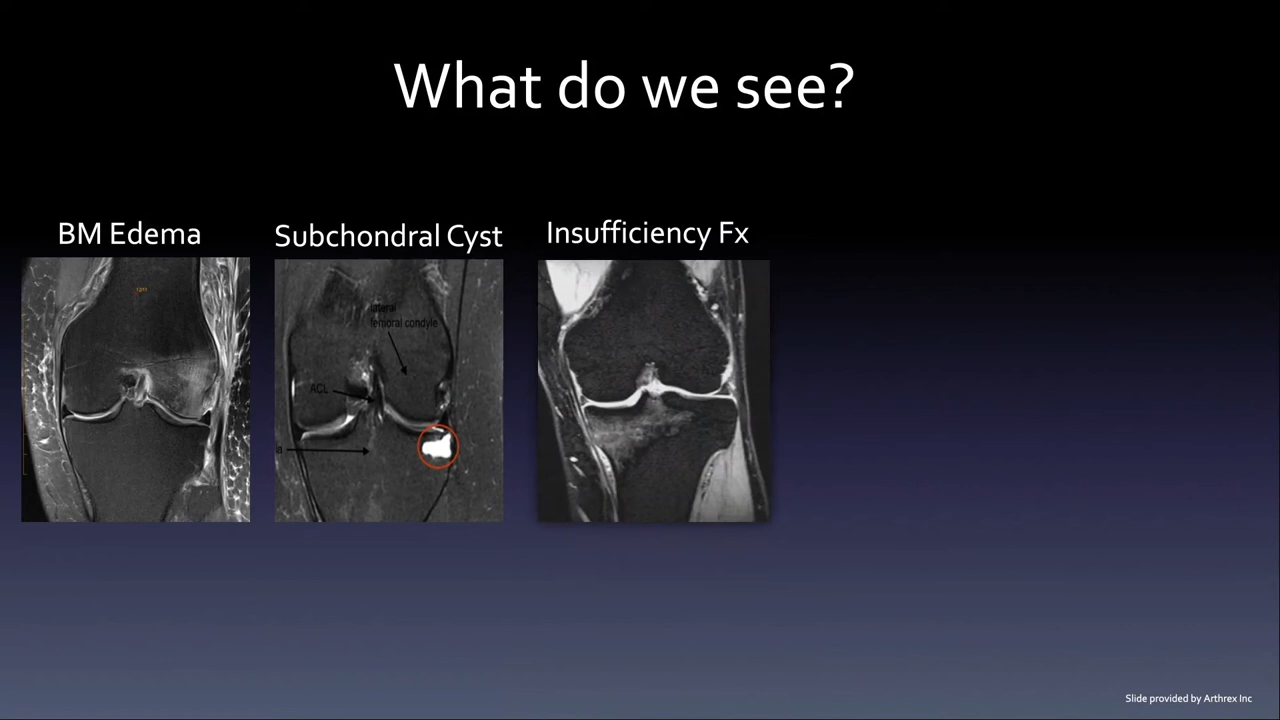 What do we see?
BM Edema
Subchondral Cyst
Insufficiency Fx
lateral
femoral condyle
ACL
Slide provided by Arthrex Inc